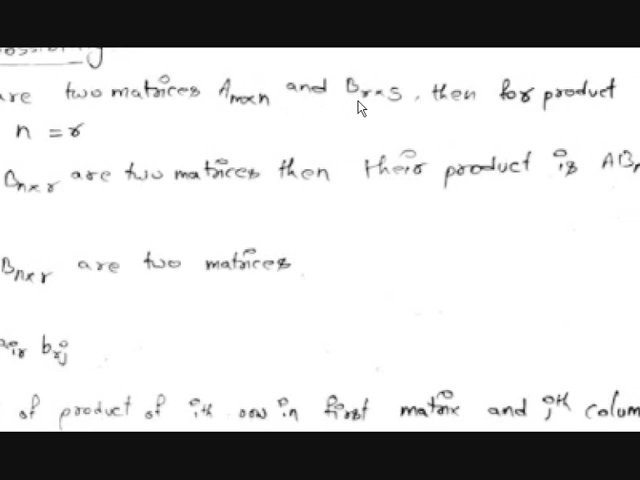 are two matrices Amxn and Brxs, then for product
n = r
Bnxr are two matrices then their product is AB
Bnxr are two matrices
air brj
of product of ith row in first matrix and jth colum